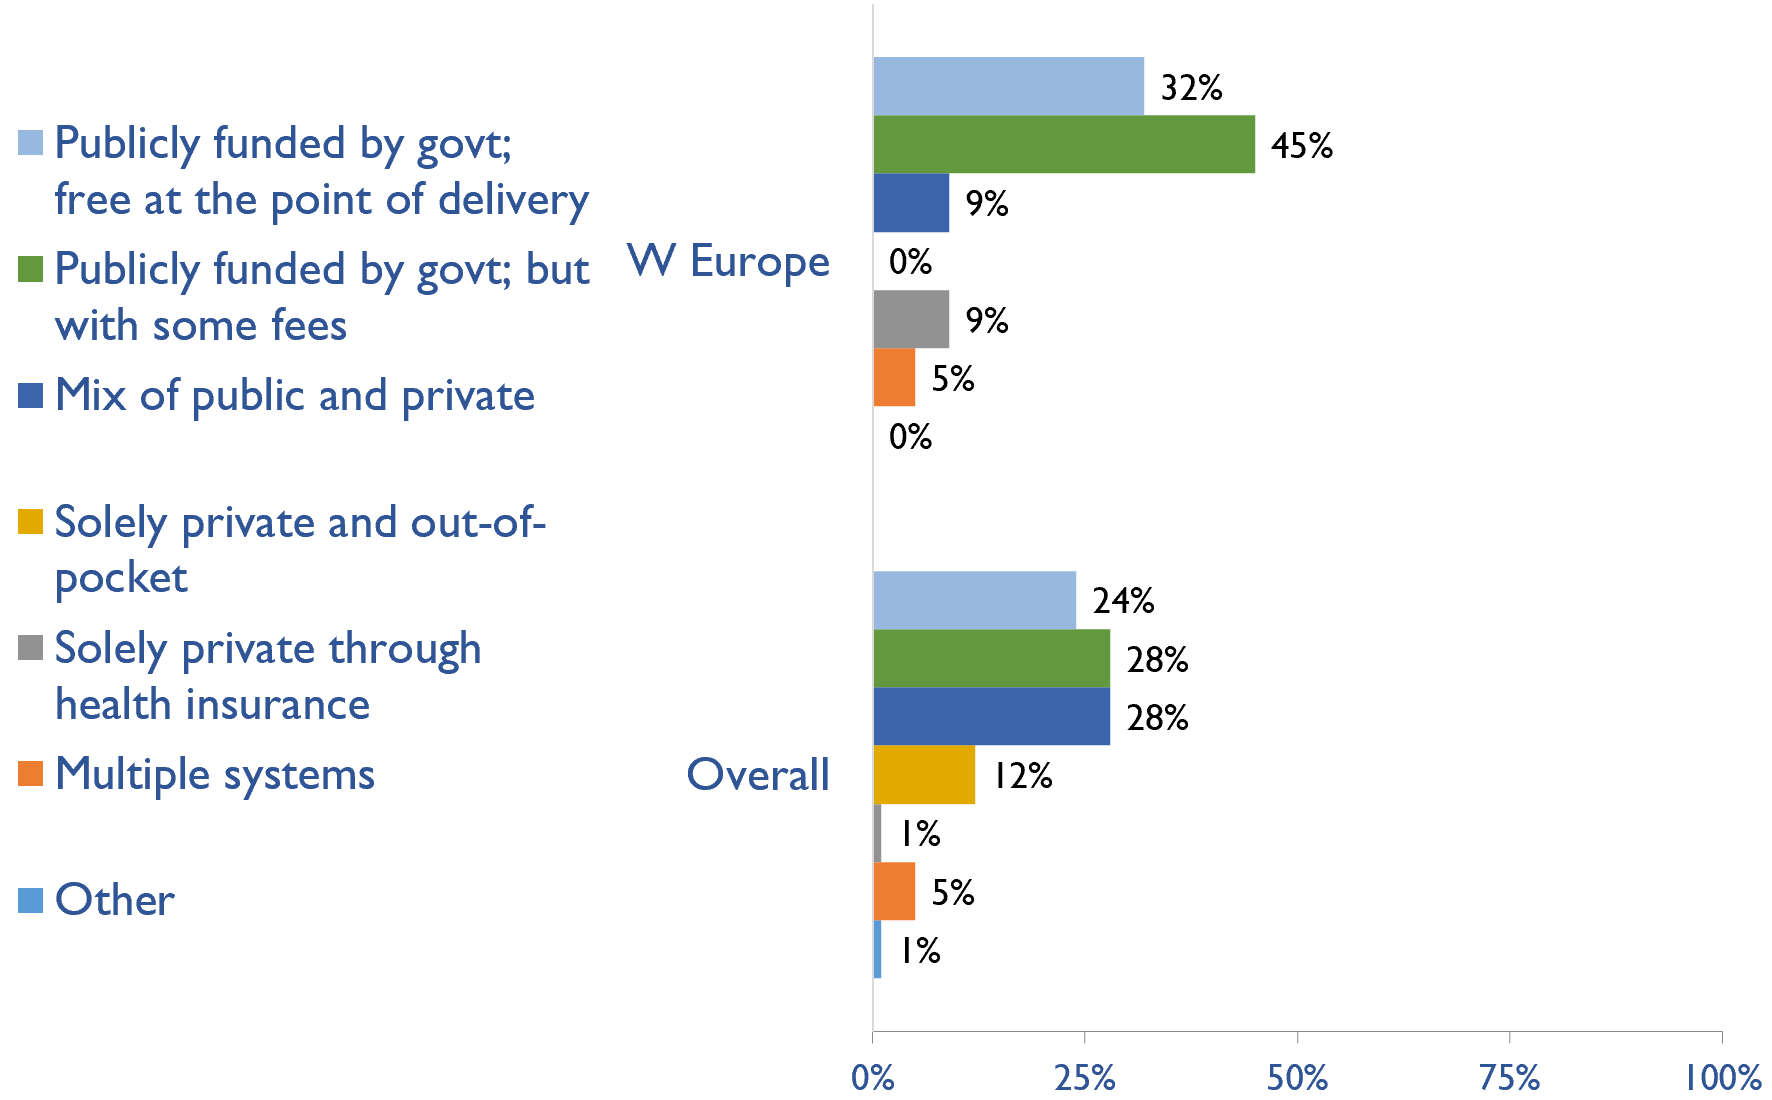 Publicly funded by govt;
free at the point of delivery
Publicly funded by govt; but
with some fees
Mix of public and private
Solely private and out-of-
pocket
Solely private through
health insurance
Multiple systems
Other
W Europe
32%
45%
9%
0%
9%
5%
0%
Overall
24%
28%
28%
12%
1%
5%
1%
0% 25% 50% 75% 100%